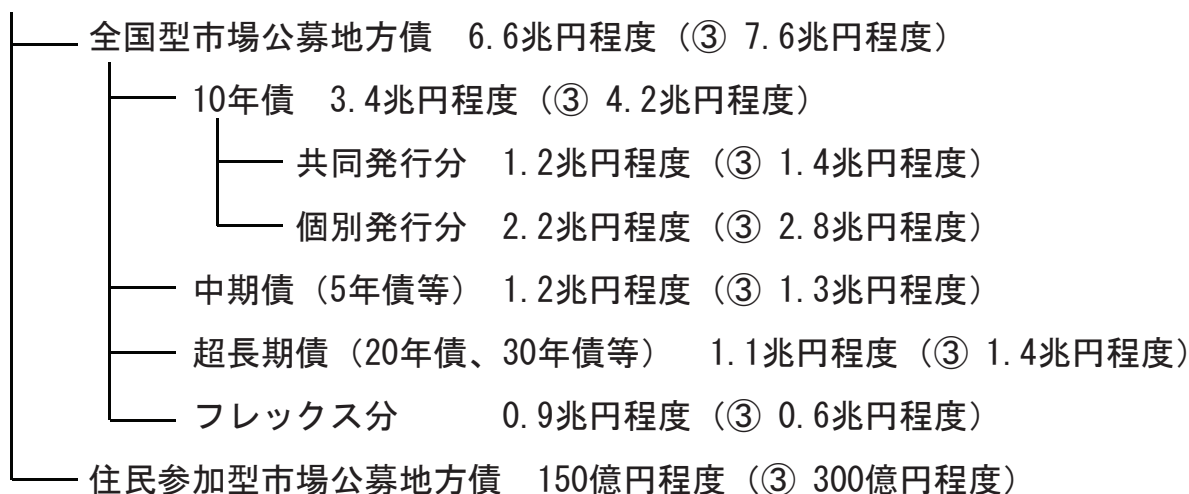 全国型市場公募地方債 6.6兆円程度（③ 7.6兆円程度）
10年債 3.4兆円程度（③ 4.2兆円程度）
共同発行分 1.2兆円程度（③ 1.4兆円程度）
個別発行分 2.2兆円程度（③ 2.8兆円程度）
中期債（5年債等） 1.2兆円程度（③ 1.3兆円程度）
超長期債（20年債、30年債等） 1.1兆円程度（③ 1.4兆円程度）
フレックス分 0.9兆円程度（③ 0.6兆円程度）
住民参加型市場公募地方債 150億円程度（③ 300億円程度）